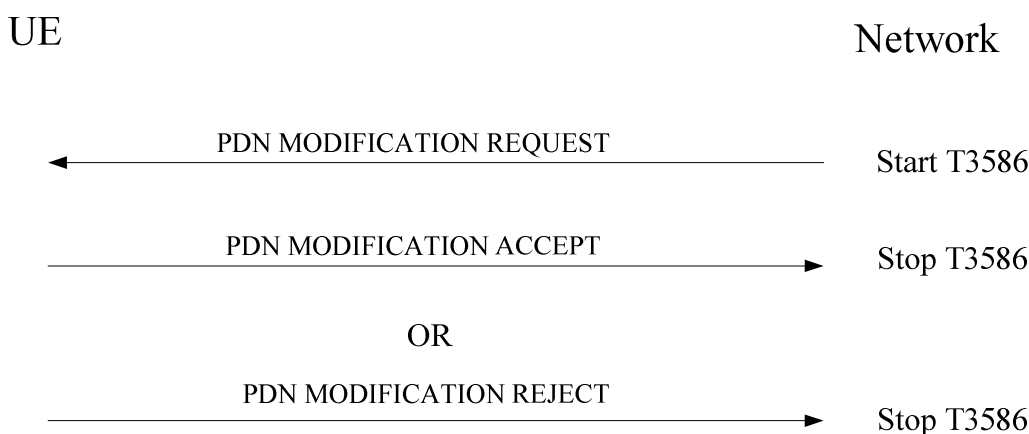 UE
Network
PDN MODIFICATION REQUEST
Start T3586
PDN MODIFICATION ACCEPT
Stop T3586
OR
PDN MODIFICATION REJECT
Stop T3586